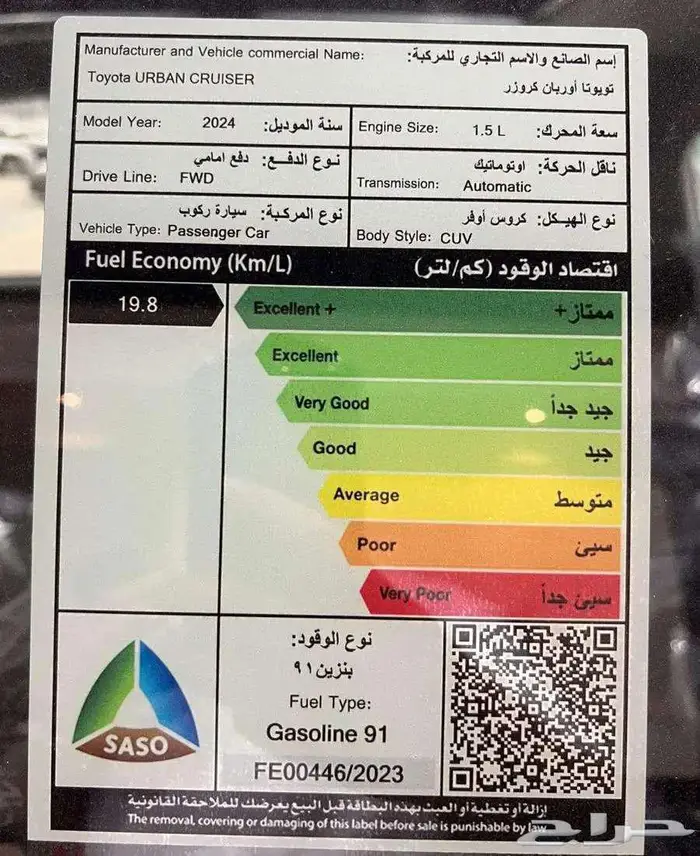 Manufacturer and Vehicle commercial Name: إسم الصانع والاسم التجاري للمركبة:
Toyota URBAN CRUISER تويوتا أوربان كروزر
Model Year: 2024 سنة الموديل:
Engine Size: 1.5 L سعة المحرك:
نوع الدفع: دفع امامي
Drive Line: FWD
ناقل الحركة: اوتوماتيك
Transmission: Automatic
نوع المركبة: سيارة ركوب
Vehicle Type: Passenger Car
نوع الهيكل: كروس أوفر
Body Style: CUV
Fuel Economy (Km/L) اقتصاد الوقود (كم/لتر)
19.8
Excellent + ممتاز+
Excellent ممتاز
Very Good جيد جداً
Good جيد
Average متوسط
Poor سيئ
Very Poor سيئ جداً
SASO
نوع الوقود:
بنزين ٩١
Fuel Type:
Gasoline 91
FE00446/2023
إزالة أو تغطية أو العبث بهذه البطاقة قبل البيع يعرضك للملاحقة القانونية
The removal, covering or damaging of this label before sale is punishable by law
حراج